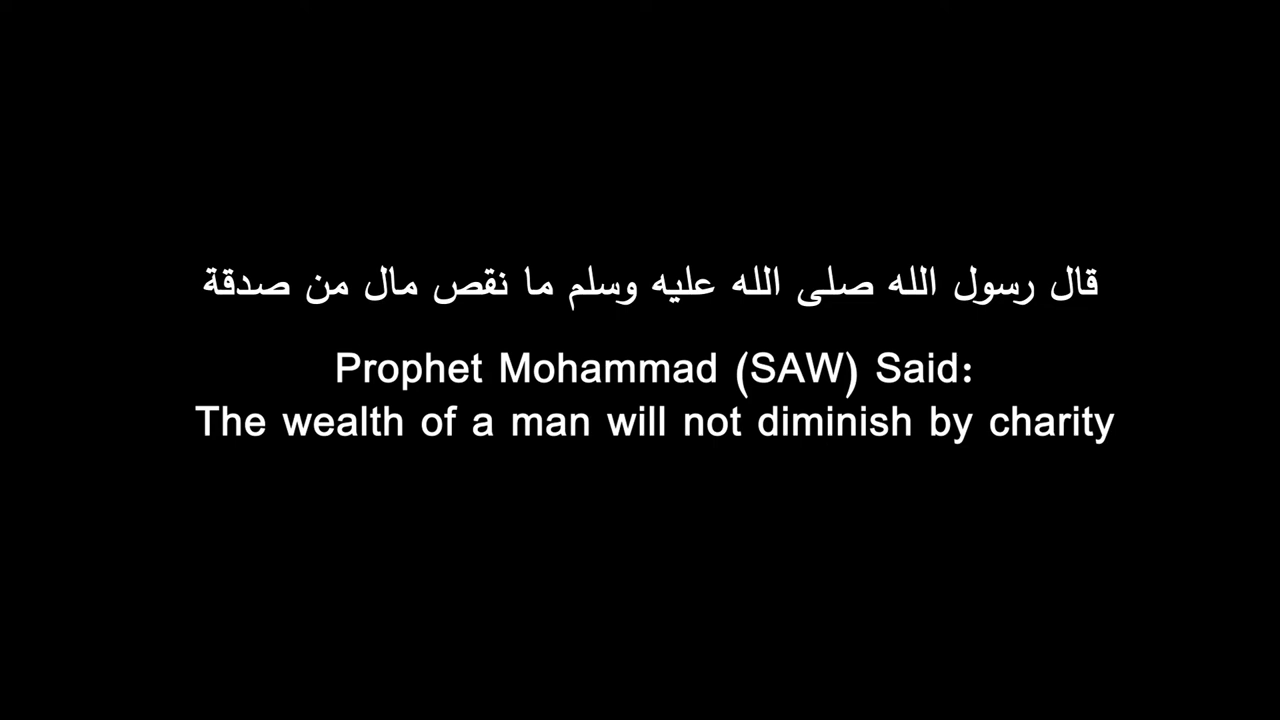 قال رسول الله صلى الله عليه وسلم ما نقص مال من صدقة
Prophet Mohammad (SAW) Said:
The wealth of a man will not diminish by charity